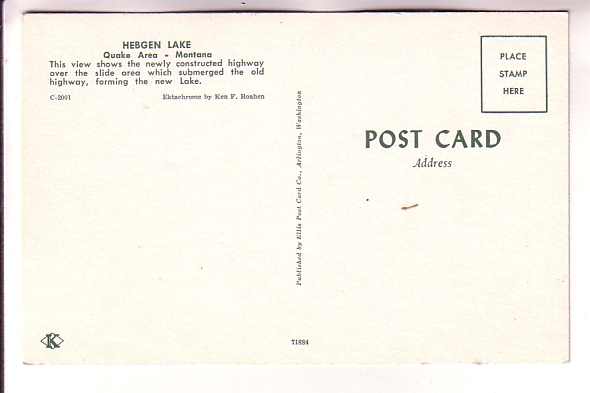 HEBGEN LAKE
Quake Area - Montana
This view shows the newly constructed highway
over the slide area which submerged the old
highway, forming the new Lake.
C-2001 Ektachrome by Ken F. Roahen
Published by Ellis Post Card Co., Arlington, Washington
PLACE
STAMP
HERE
POST CARD
Address
K
71884